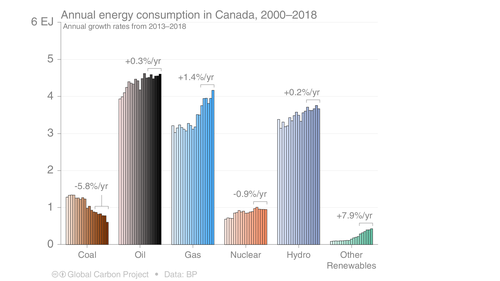 Annual energy consumption in Canada, 2000–2018
Annual growth rates from 2013–2018
6 EJ
5
4
3
2
1
0
-5.8%/yr
+0.3%/yr
+1.4%/yr
-0.9%/yr
+0.2%/yr
+7.9%/yr
Coal
Oil
Gas
Nuclear
Hydro
Other
Renewables
Global Carbon Project • Data: BP